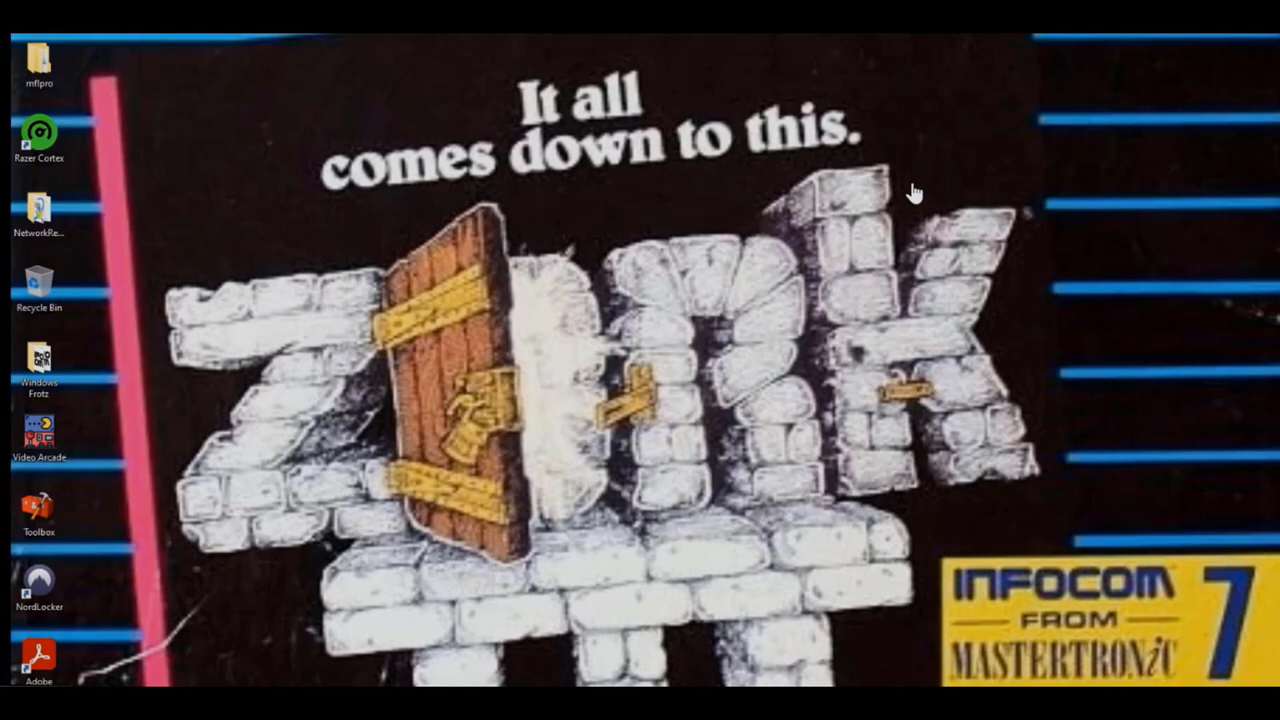 It all
comes down to this.
ZORK
III
INFOCOM
FROM
MASTERTRONiC
7
mflpro
Razer Cortex
NetworkRe...
Recycle Bin
Windows
Frotz
Video Arcade
Toolbox
NordLocker
Adobe